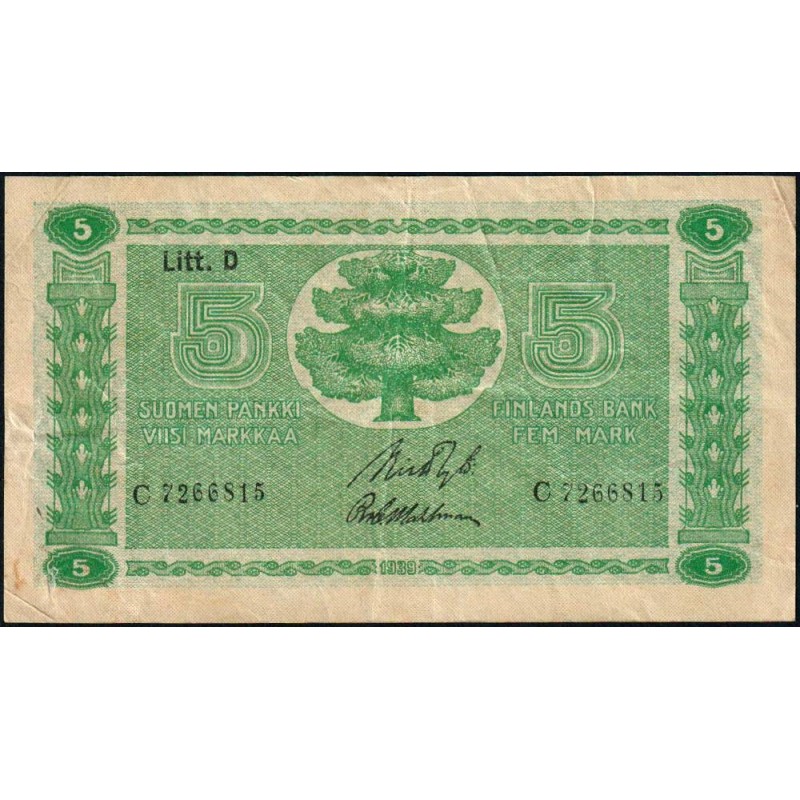 5 5
Litt. D
5 5
SUOMEN PANKKI
VIISI MARKKAA
FINLANDS BANK
FEM MARK
C 7266815
C 7266815
5 1939 5